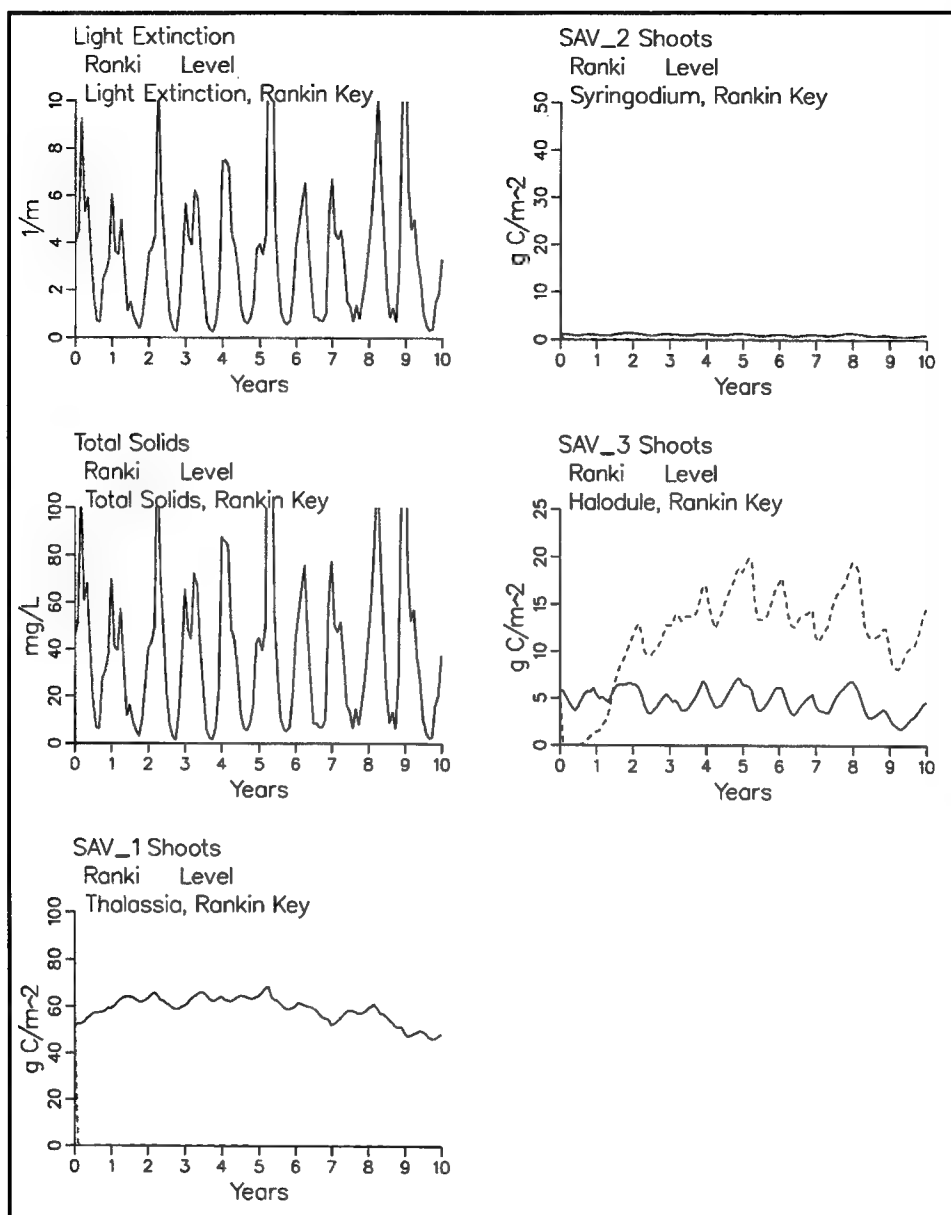 Light Extinction
Ranki Level
Light Extinction, Rankin Key
10
8
6
4
2
0
1/m
0 1 2 3 4 5 6 7 8 9 10
Years
SAV_2 Shoots
Ranki Level
Syringodium, Rankin Key
50
40
30
20
10
0
g C/m~2
0 1 2 3 4 5 6 7 8 9 10
Years
Total Solids
Ranki Level
Total Solids, Rankin Key
100
80
60
40
20
0
mg/L
0 1 2 3 4 5 6 7 8 9 10
Years
SAV_3 Shoots
Ranki Level
Halodule, Rankin Key
25
20
15
10
5
0
g C/m~2
0 1 2 3 4 5 6 7 8 9 10
Years
SAV_1 Shoots
Ranki Level
Thalassia, Rankin Key
100
80
60
40
20
0
g C/m~2
0 1 2 3 4 5 6 7 8 9 10
Years